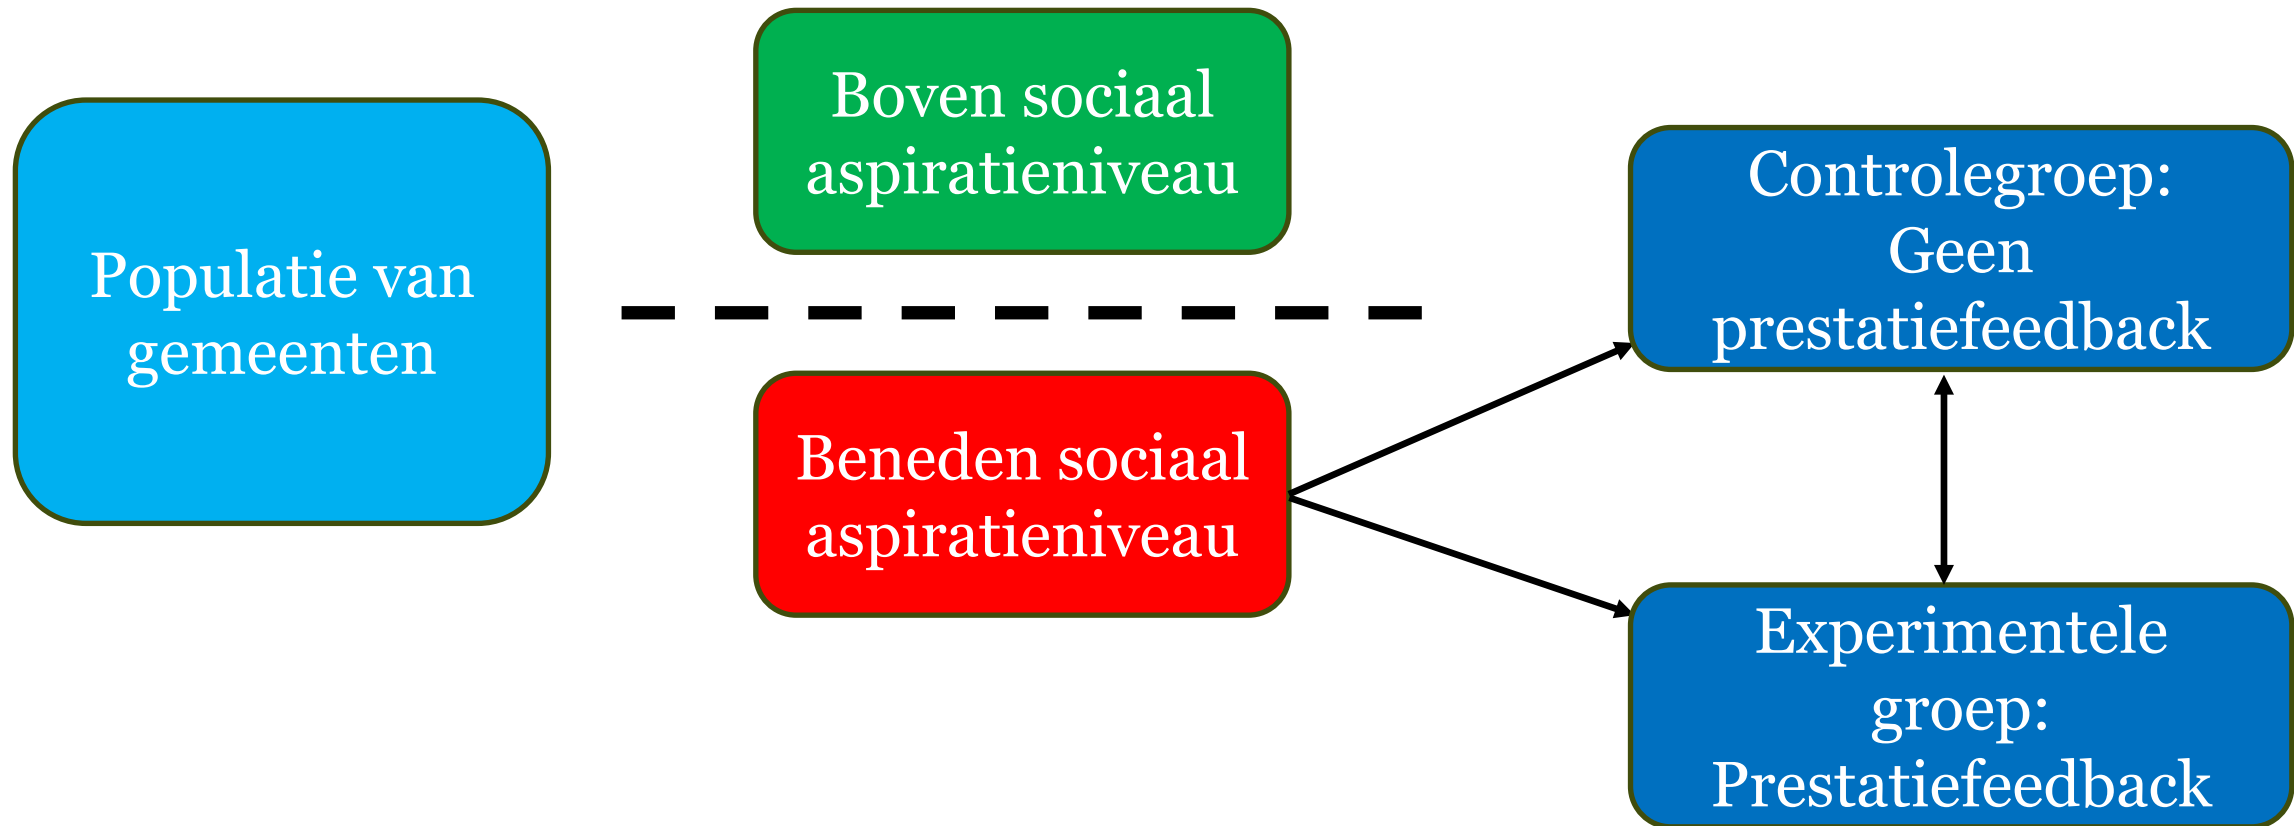 Populatie van
gemeenten
Boven sociaal
aspiratieniveau
Beneden sociaal
aspiratieniveau
Controlegroep:
Geen
prestatiefeedback
Experimentele
groep:
Prestatiefeedback